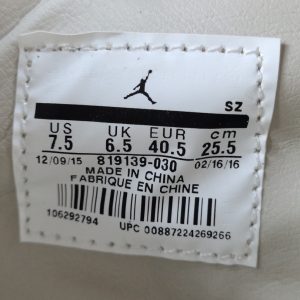 SZ
US UK EUR cm
7.5 6.5 40.5 25.5
12/09/15 819139-030 02/16/16
MADE IN CHINA
FABRIQUE EN CHINE
106292794
UPC 00887224269266